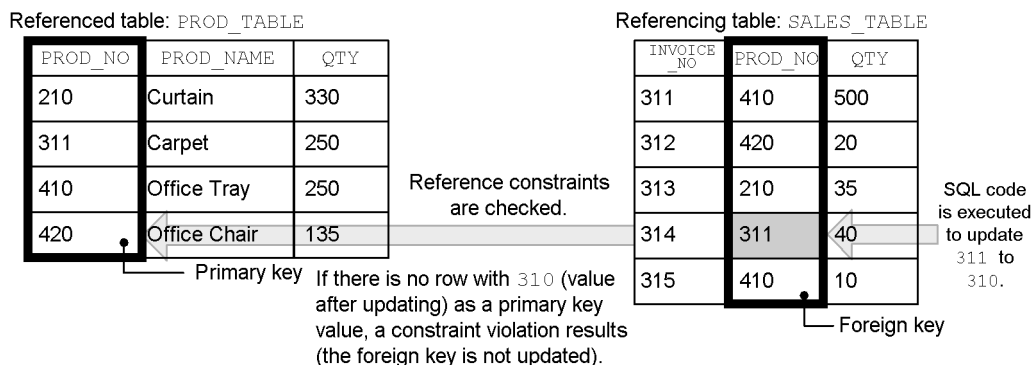 Referenced table: PROD_TABLE
PROD_NO PROD_NAME QTY
210 Curtain 330
311 Carpet 250
410 Office Tray 250
420 Office Chair 135
Primary key
Reference constraints
are checked.
If there is no row with 310 (value
after updating) as a primary key
value, a constraint violation results
(the foreign key is not updated).
Referencing table: SALES_TABLE
INVOICE
_NO PROD_NO QTY
311 410 500
312 420 20
313 210 35
314 311 40
315 410 10
Foreign key
SQL code
is executed
to update
311 to
310.